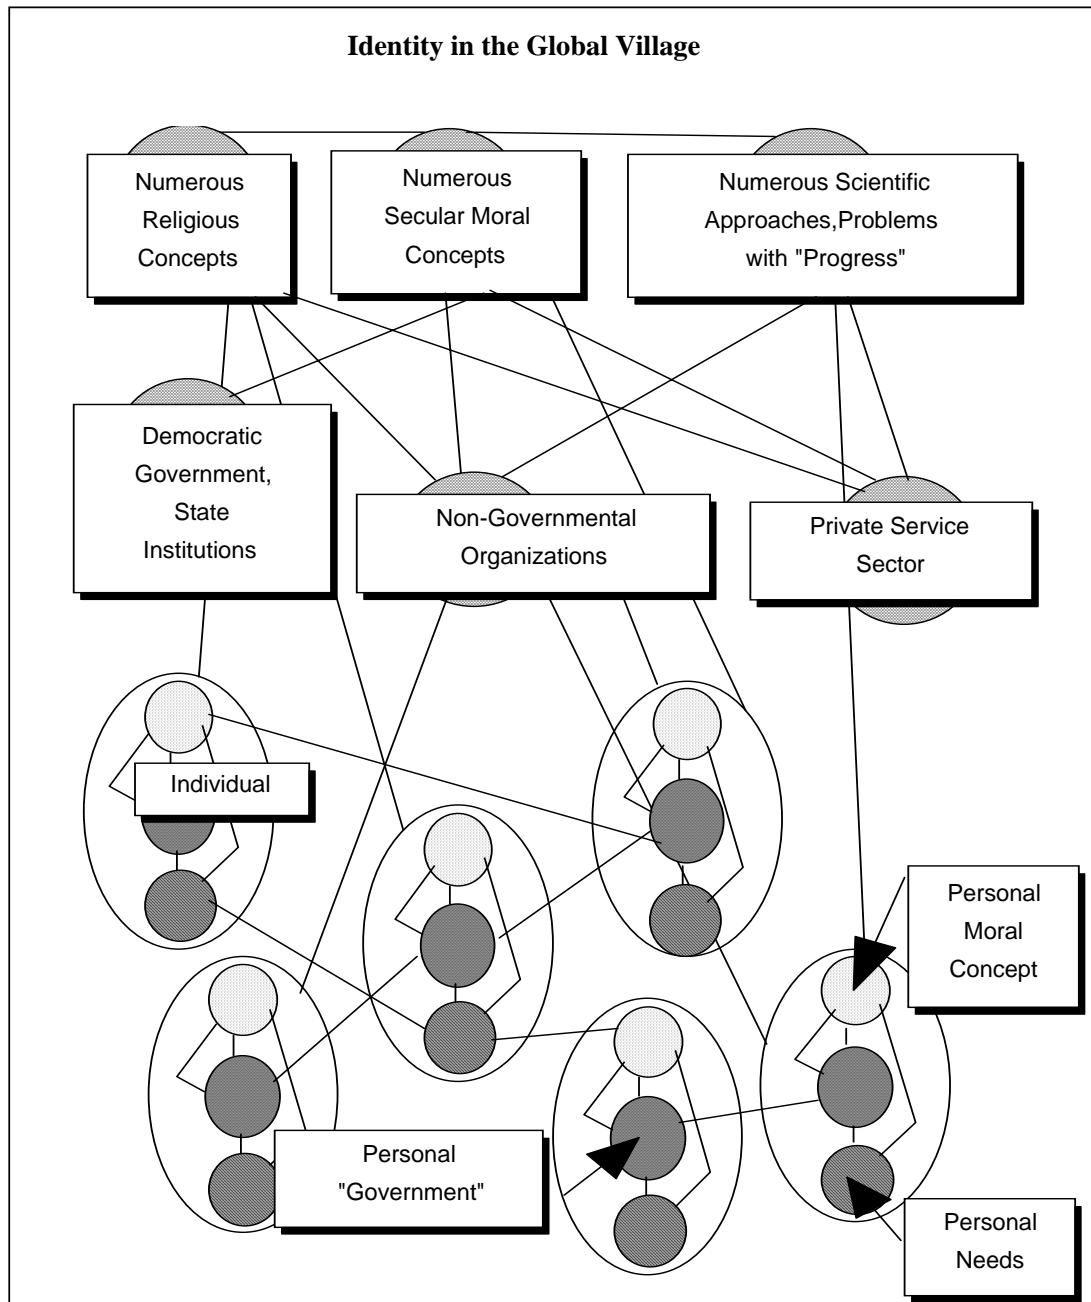 Identity in the Global Village
Numerous
Religious
Concepts
Numerous
Secular Moral
Concepts
Numerous Scientific
Approaches,Problems
with "Progress"
Democratic
Government,
State
Institutions
Non-Governmental
Organizations
Private Service
Sector
Individual
Personal
Moral
Concept
Personal
"Government"
Personal
Needs